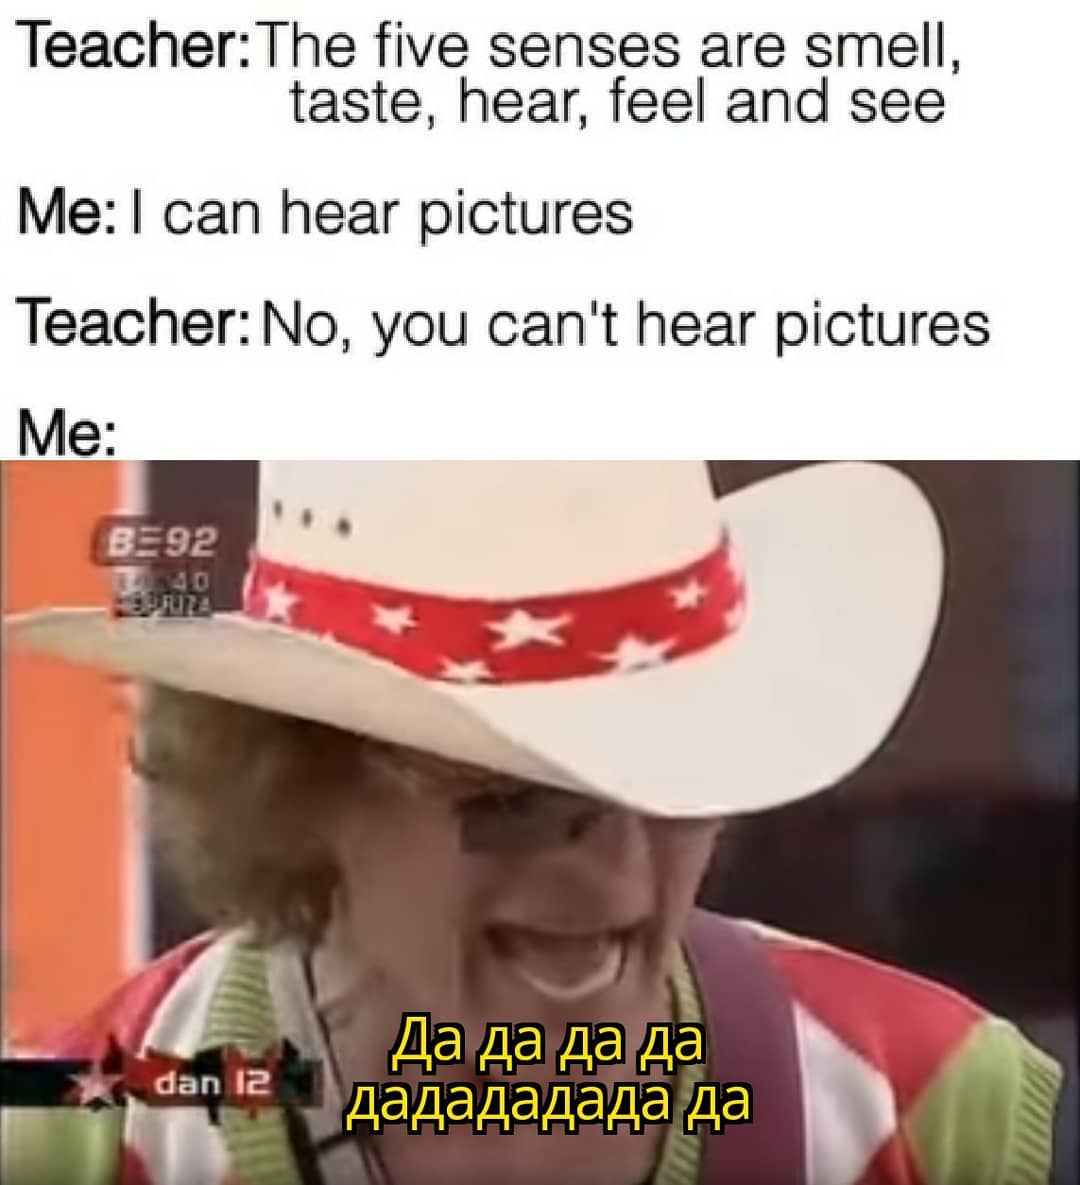 Teacher:The five senses are smell,
taste, hear, feel and see
Me: I can hear pictures
Teacher: No, you can't hear pictures
Me:
40
dan 12
Да да да да
дадададада да